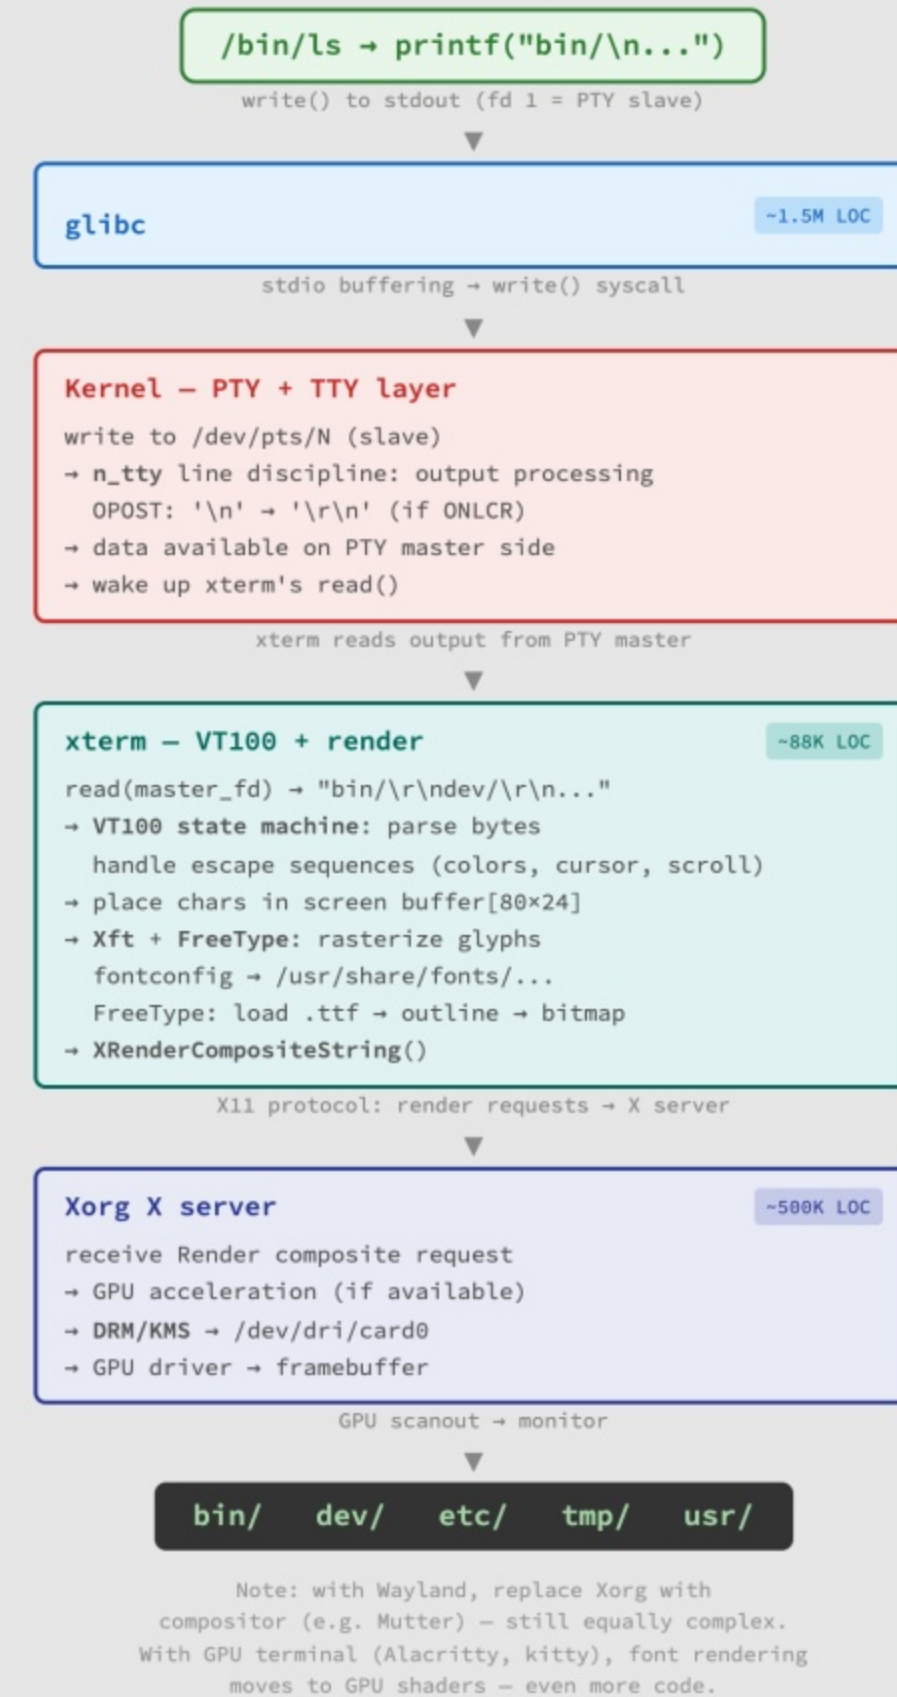 /bin/ls → printf("bin/\n...")
write() to stdout (fd 1 = PTY slave)
▼
glibc
~1.5M LOC
stdio buffering → write() syscall
▼
Kernel — PTY + TTY layer
write to /dev/pts/N (slave)
→ n_tty line discipline: output processing
OPOST: '\n' → '\r\n' (if ONLCR)
→ data available on PTY master side
→ wake up xterm's read()
xterm reads output from PTY master
▼
xterm — VT100 + render
~88K LOC
read(master_fd) → "bin/\r\ndev/\r\n..."
→ VT100 state machine: parse bytes
handle escape sequences (colors, cursor, scroll)
→ place chars in screen buffer[80×24]
→ Xft + FreeType: rasterize glyphs
fontconfig → /usr/share/fonts/...
FreeType: load .ttf → outline → bitmap
→ XRenderCompositeString()
X11 protocol: render requests → X server
▼
Xorg X server
~500K LOC
receive Render composite request
→ GPU acceleration (if available)
→ DRM/KMS → /dev/dri/card0
→ GPU driver → framebuffer
GPU scanout → monitor
▼
bin/ dev/ etc/ tmp/ usr/
Note: with Wayland, replace Xorg with
compositor (e.g. Mutter) — still equally complex.
With GPU terminal (Alacritty, kitty), font rendering
moves to GPU shaders — even more code.